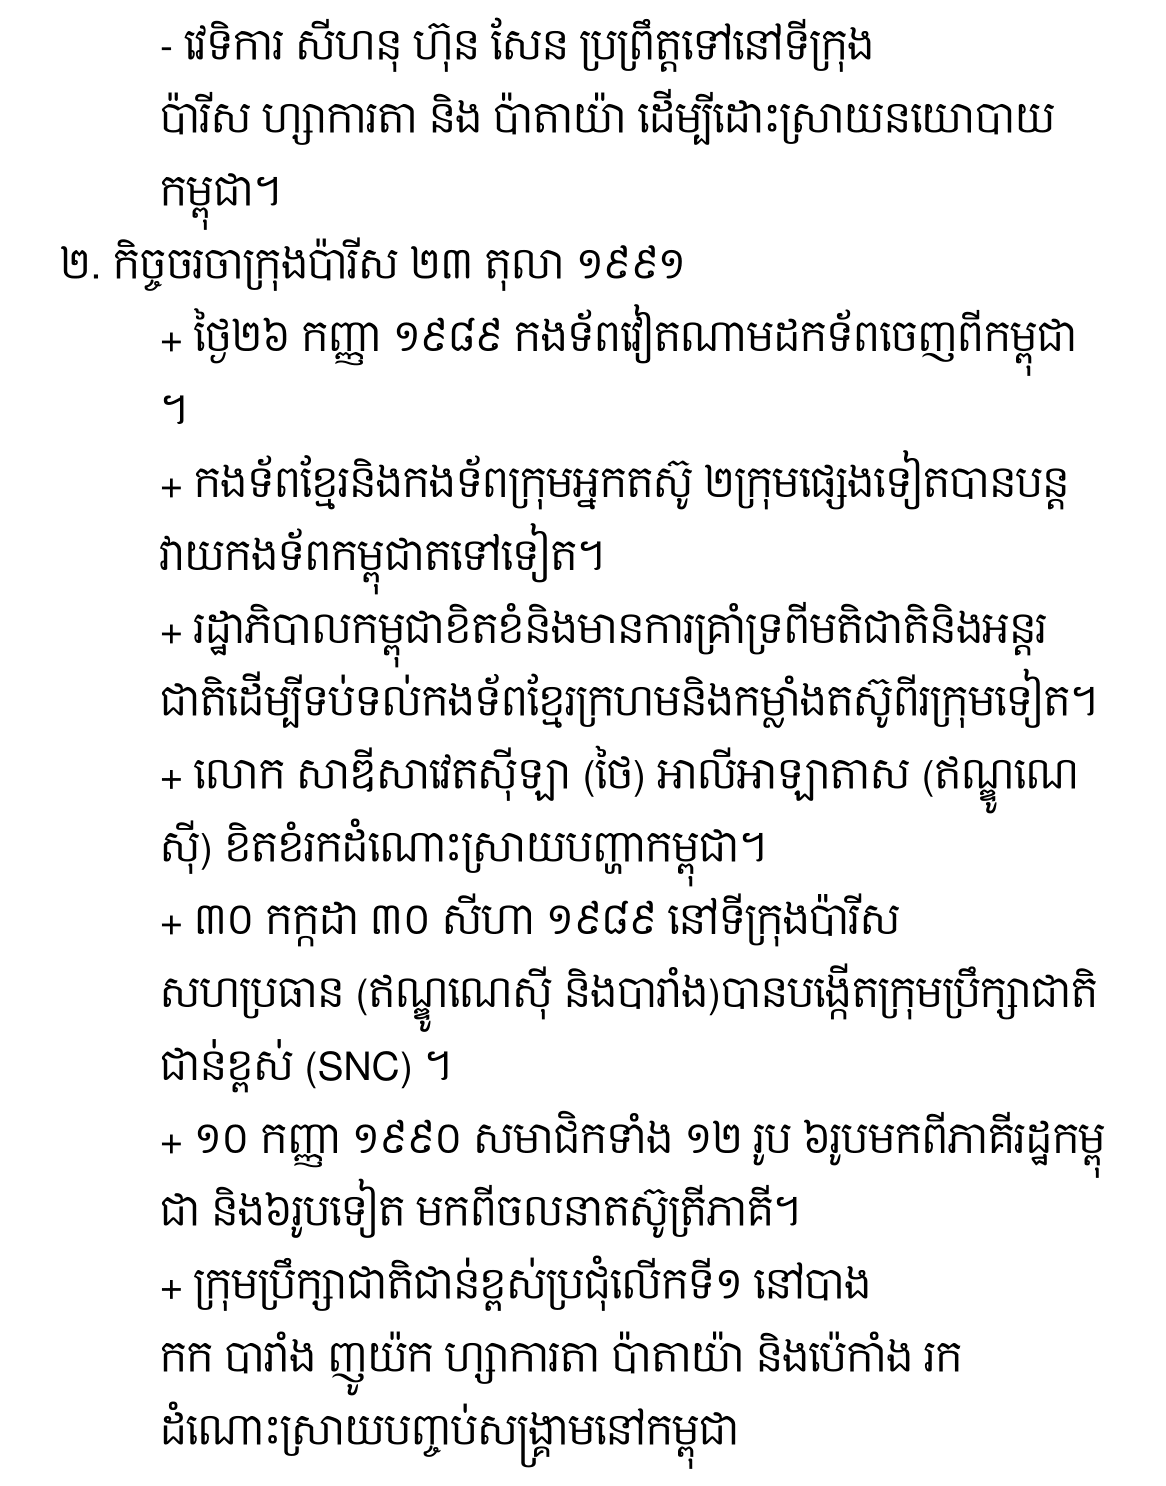 - វេទិការ សីហនុ ហ៊ុន សែន ប្រព្រឹត្តទៅនៅទីក្រុង
ប៉ារីស ហ្សាការតា និង ប៉ាតាយ៉ា ដើម្បីដោះស្រាយនយោបាយ
កម្ពុជា។
២. កិច្ចចរចាក្រុងប៉ារីស ២៣ តុលា ១៩៩១
+ ថ្ងៃ២៦ កញ្ញា ១៩៨៩ កងទ័ពវៀតណាមដកទ័ពចេញពីកម្ពុជា
។
+ កងទ័ពខ្មែរនិងកងទ័ពក្រុមអ្នកតស៊ូ ២ក្រុមផ្សេងទៀតបានបន្ត
វាយកងទ័ពកម្ពុជាតទៅទៀត។
+ រដ្ឋាភិបាលកម្ពុជាខិតខំនិងមានការគ្រាំទ្រពីមតិជាតិនិងអន្តរ
ជាតិដើម្បីទប់ទល់កងទ័ពខ្មែរក្រហមនិងកម្លាំងតស៊ូពីរក្រុមទៀត។
+ លោក សាឌីសាវេតស៊ីឡា (ថៃ) អាលីអាឡាតាស (ឥណ្ឌូណេ
ស៊ី) ខិតខំរកដំណោះស្រាយបញ្ហាកម្ពុជា។
+ ៣០ កក្កដា ៣០ សីហា ១៩៨៩ នៅទីក្រុងប៉ារីស
សហប្រធាន (ឥណ្ឌូណេស៊ី និងបារាំង)បានបង្កើតក្រុមប្រឹក្សាជាតិ
ជាន់ខ្ពស់ (SNC) ។
+ ១០ កញ្ញា ១៩៩០ សមាជិកទាំង ១២ រូប ៦រូបមកពីភាគីរដ្ឋកម្ពុ
ជា និង៦រូបទៀត មកពីចលនាតស៊ូត្រីភាគី។
+ ក្រុមប្រឹក្សាជាតិជាន់ខ្ពស់ប្រជុំលើកទី១ នៅបាង
កក បារាំង ញូយ៉ក ហ្សាការតា ប៉ាតាយ៉ា និងប៉េកាំង រក
ដំណោះស្រាយបញ្ចប់សង្គ្រាមនៅកម្ពុជា